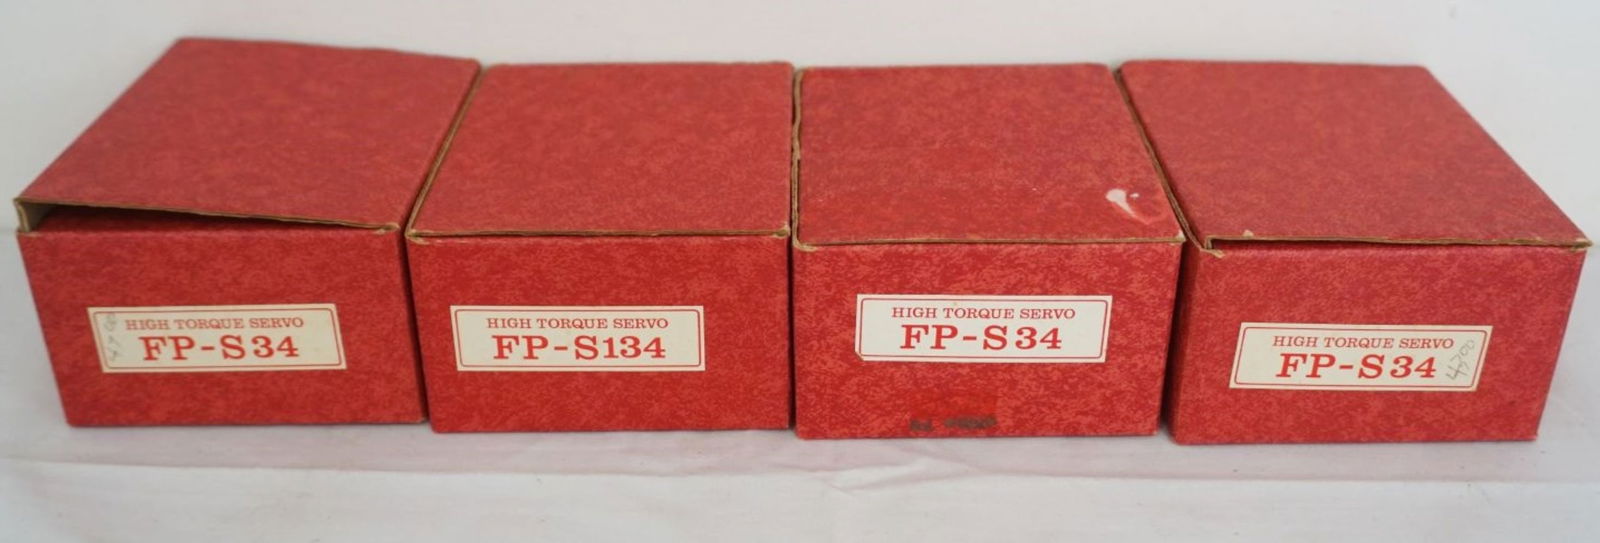 HIGH TORQUE SERVO
FP-S34
HIGH TORQUE SERVO
FP-S134
HIGH TORQUE SERVO
FP-S34
HIGH TORQUE SERVO
FP-S34
4300